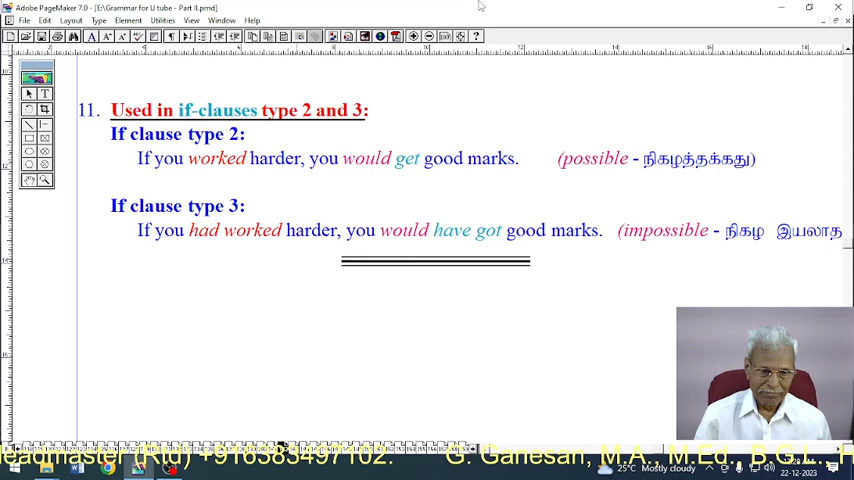 Adobe PageMaker 7.0 - [E:\Grammar for U tube - Part II.pmd]
File Edit Layout Type Element Utilities View Window Help
11. Used in if-clauses type 2 and 3:
If clause type 2:
If you worked harder, you would get good marks. (possible - நிகழத்தக்கது)
If clause type 3:
If you had worked harder, you would have got good marks. (impossible - நிகழ இயலாத
(Rtd) +916383497102. G. Ganesan, M.A., M.Ed., B.G.L., H
25°C Mostly cloudy
22-12-2023